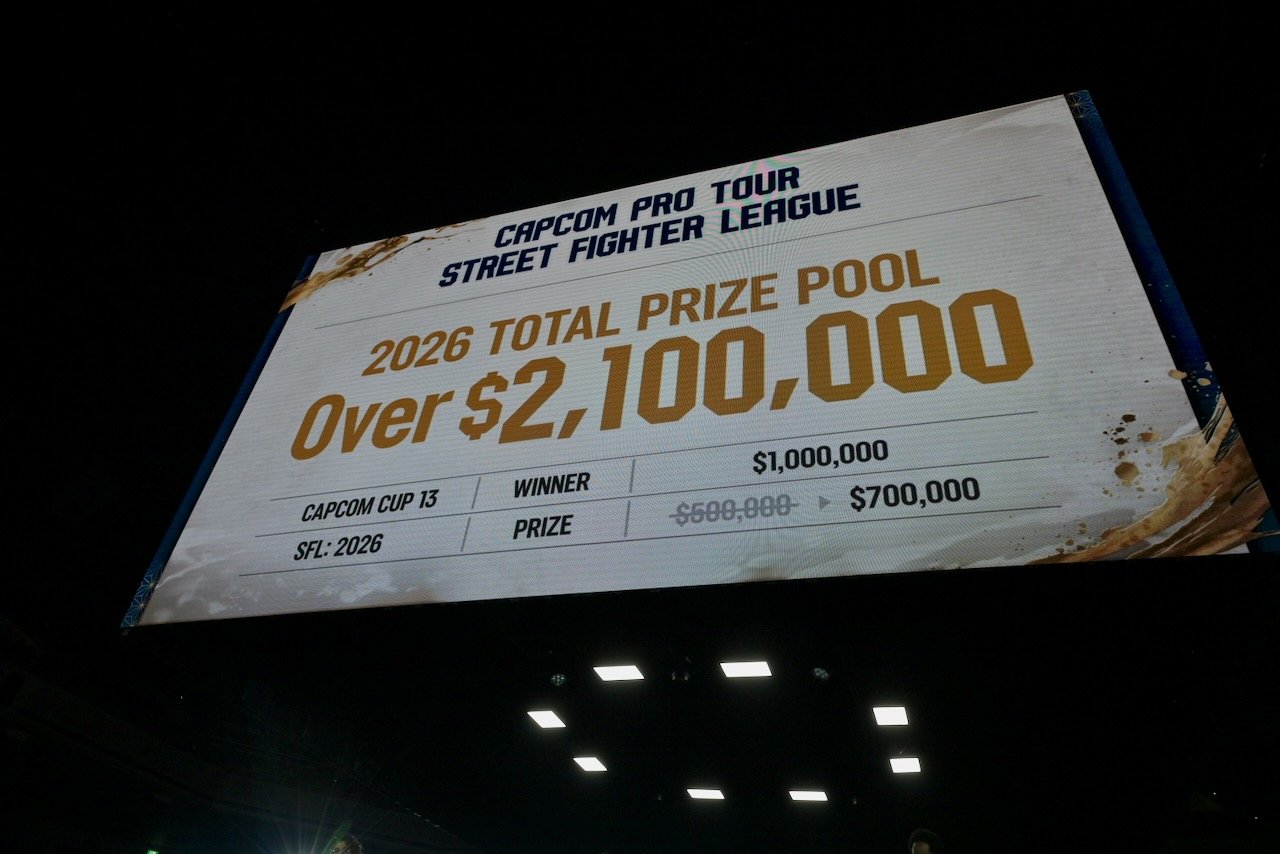 CAPCOM PRO TOUR
STREET FIGHTER LEAGUE
2026 TOTAL PRIZE POOL
Over $2,100,000
CAPCOM CUP 13 WINNER $1,000,000
SFL: 2026 PRIZE $500,000 ▶ $700,000